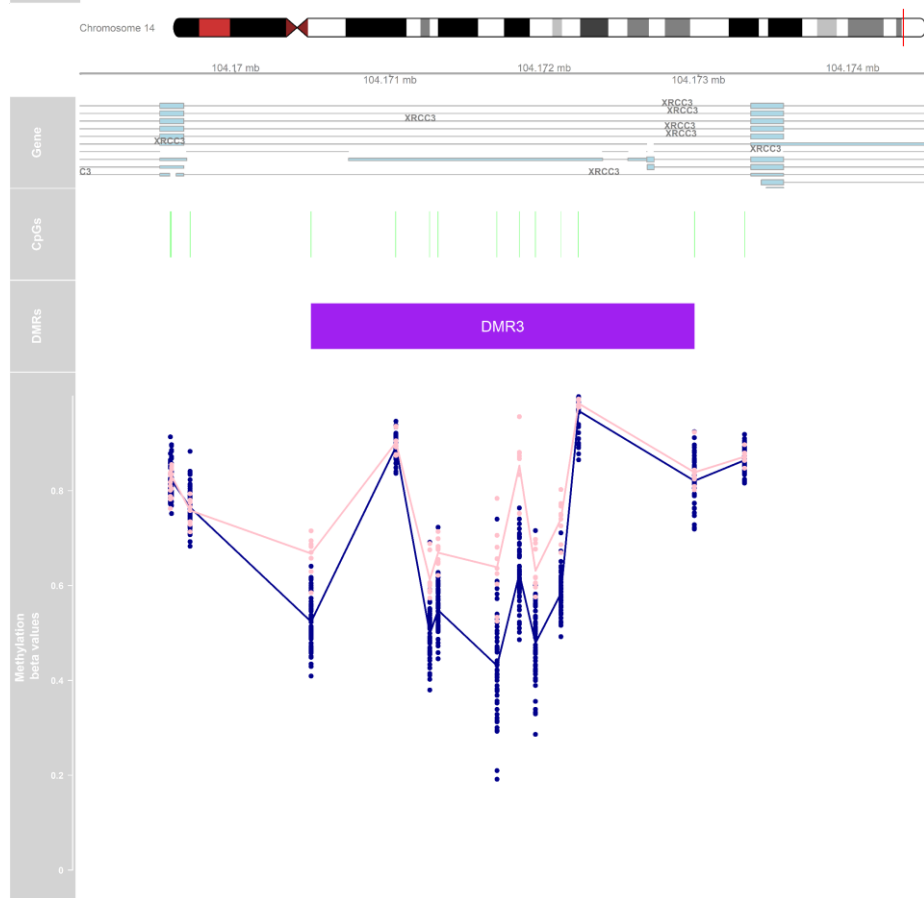 Chromosome 14
104.17 mb
104.172 mb
104.174 mb
104.171 mb
104.173 mb
Gene
XRCC3
XRCC3
XRCC3
XRCC3
XRCC3
XRCC3
XRCC3
C3
XRCC3
CpGs
DMRs
DMR3
Methylation
beta values
0.8
0.6
0.4
0.2
0